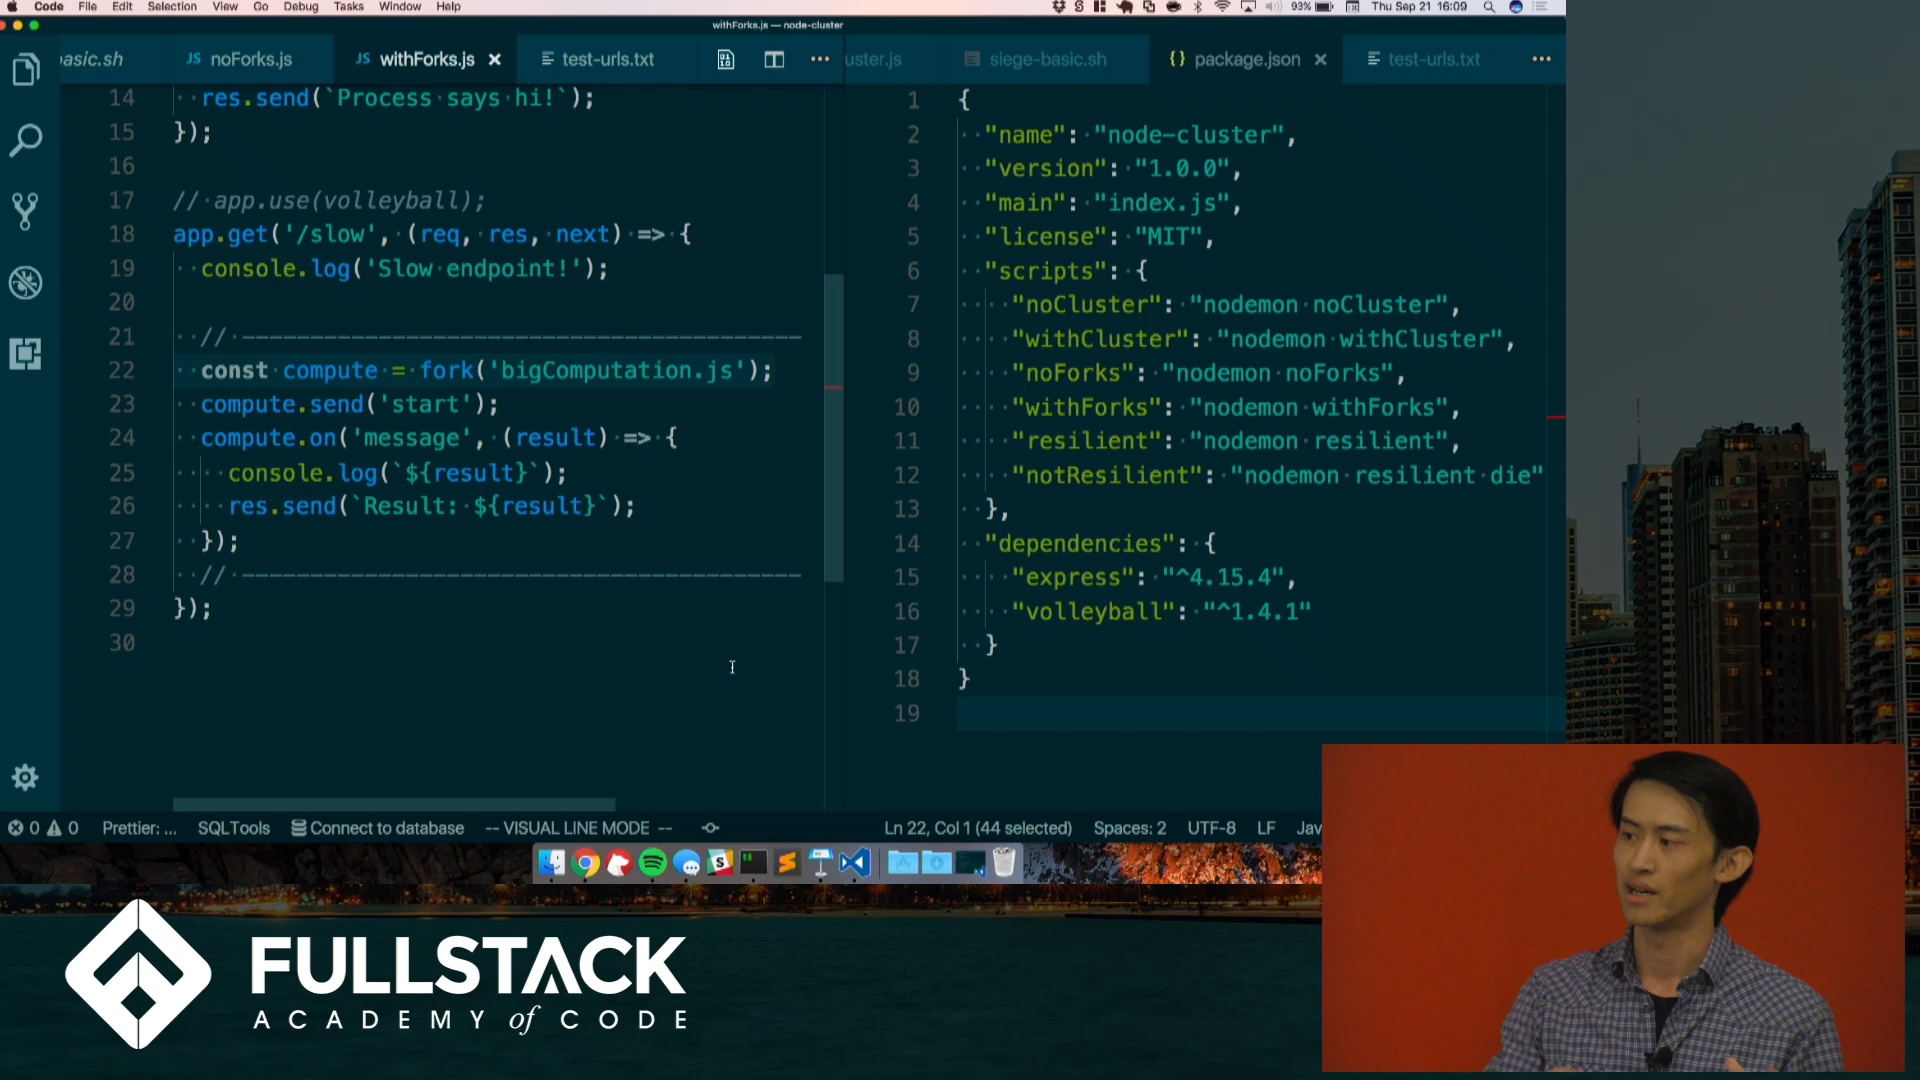 Code File Edit Selection View Go Debug Tasks Window Help
93% Thu Sep 21 16:09
withForks.js — node-cluster
asic.sh
JS noForks.js
JS withForks.js
test-urls.txt
uster.js
siege-basic.sh
{} package.json
test-urls.txt
14 res.send(`Process says hi!`);
15 });
16
17 // app.use(volleyball);
18 app.get('/slow', (req, res, next) => {
19 console.log('Slow endpoint!');
20
21 // -----------------------------------------
22 const compute = fork('bigComputation.js');
23 compute.send('start');
24 compute.on('message', (result) => {
25 console.log(`${result}`);
26 res.send(`Result: ${result}`);
27 });
28 // -----------------------------------------
29 });
30
1 {
2 "name": "node-cluster",
3 "version": "1.0.0",
4 "main": "index.js",
5 "license": "MIT",
6 "scripts": {
7 "noCluster": "nodemon noCluster",
8 "withCluster": "nodemon withCluster",
9 "noForks": "nodemon noForks",
10 "withForks": "nodemon withForks",
11 "resilient": "nodemon resilient",
12 "notResilient": "nodemon resilient die"
13 },
14 "dependencies": {
15 "express": "^4.15.4",
16 "volleyball": "^1.4.1"
17 }
18 }
19
0 0 Prettier: ... SQLTools Connect to database -- VISUAL LINE MODE --
Ln 22, Col 1 (44 selected) Spaces: 2 UTF-8 LF Jav
FULLSTACK
ACADEMY of CODE